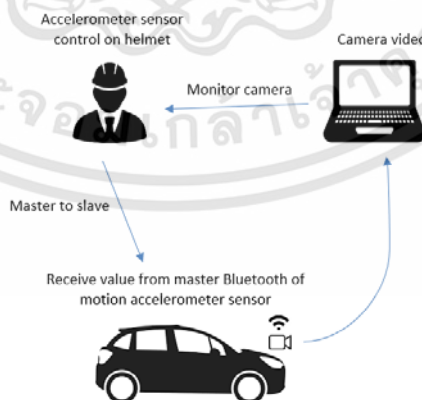 Accelerometer sensor
control on helmet
Camera video
Monitor camera
Master to slave
Receive value from master Bluetooth of
motion accelerometer sensor